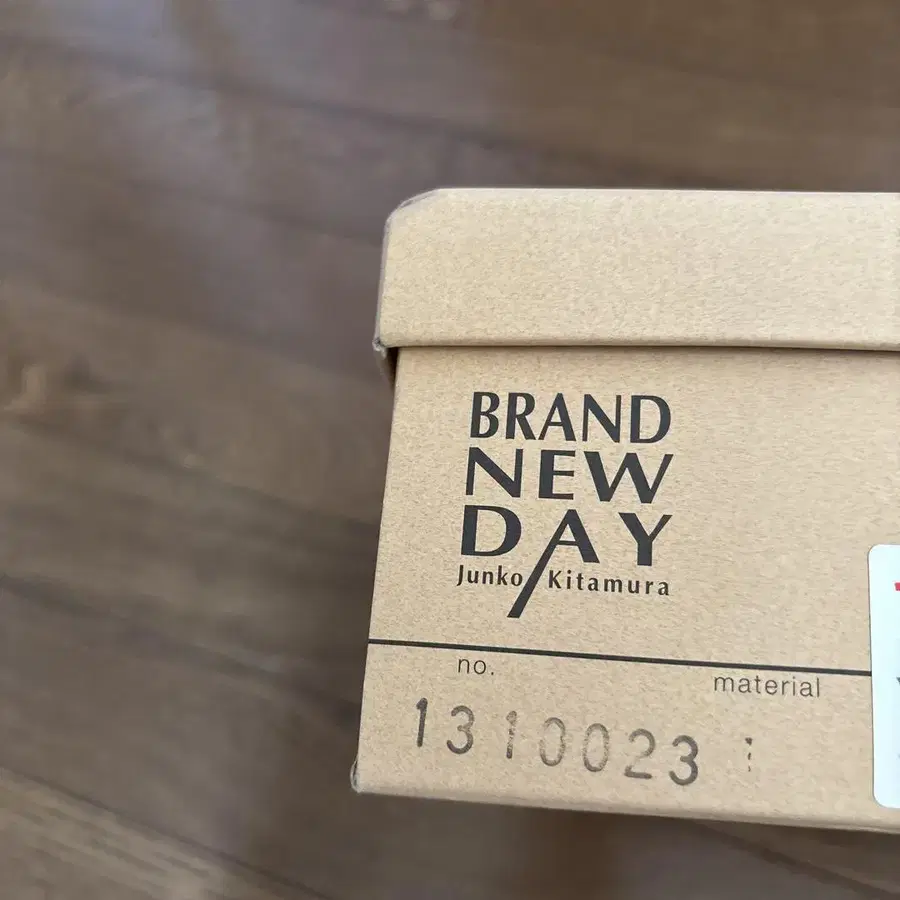 BRAND
NEW
DAY
Junko/Kitamura
no.
material
1310023